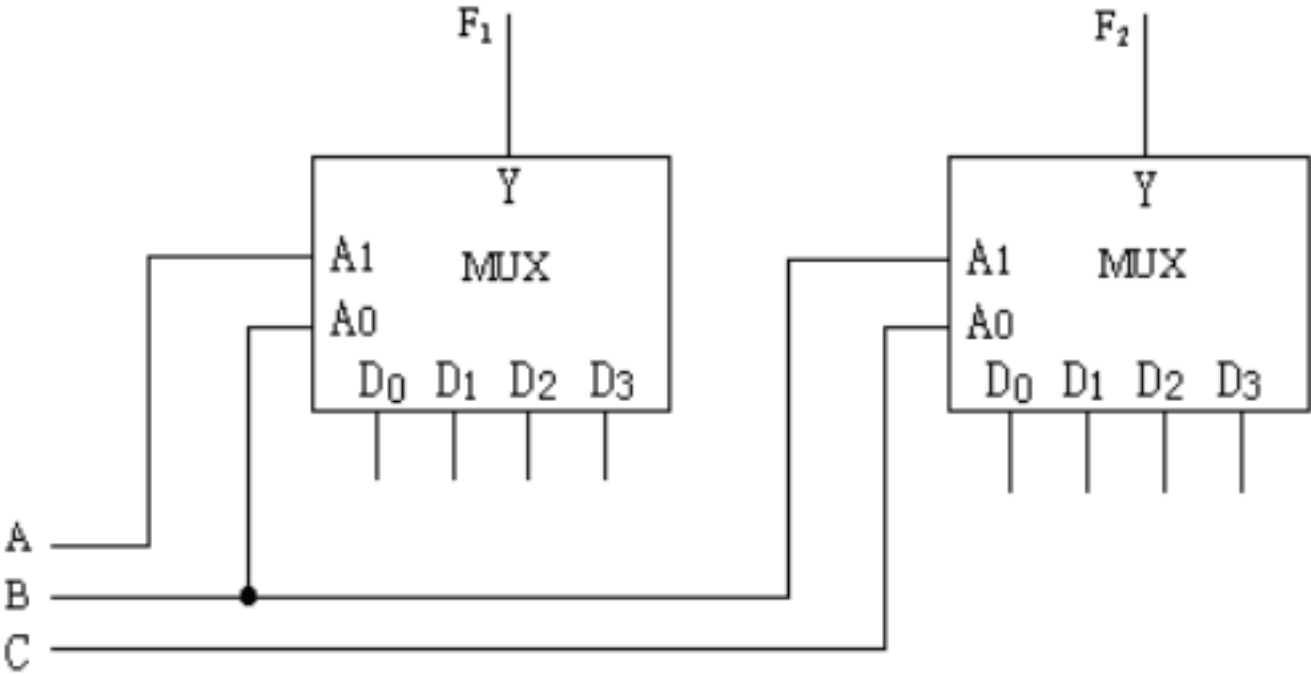 F₁ F₂
Y Y
A1 MUX A1 MUX
A0 A0
D₀ D₁ D₂ D₃ D₀ D₁ D₂ D₃
A
B
C